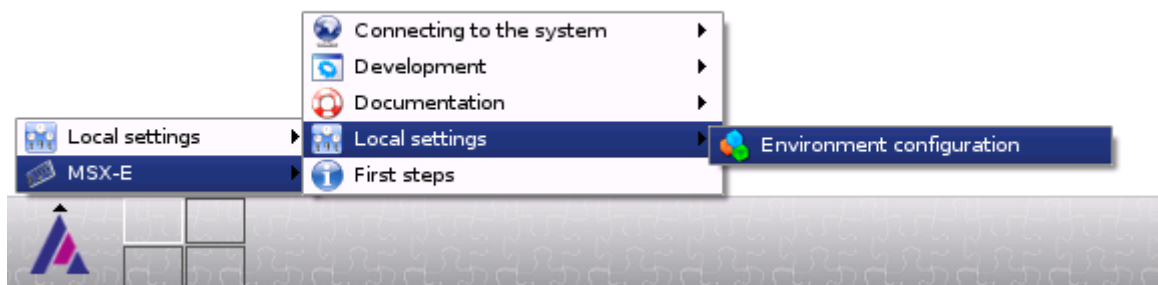 Connecting to the system
Development
Documentation
Local settings
Local settings
Environment configuration
MSX-E
First steps